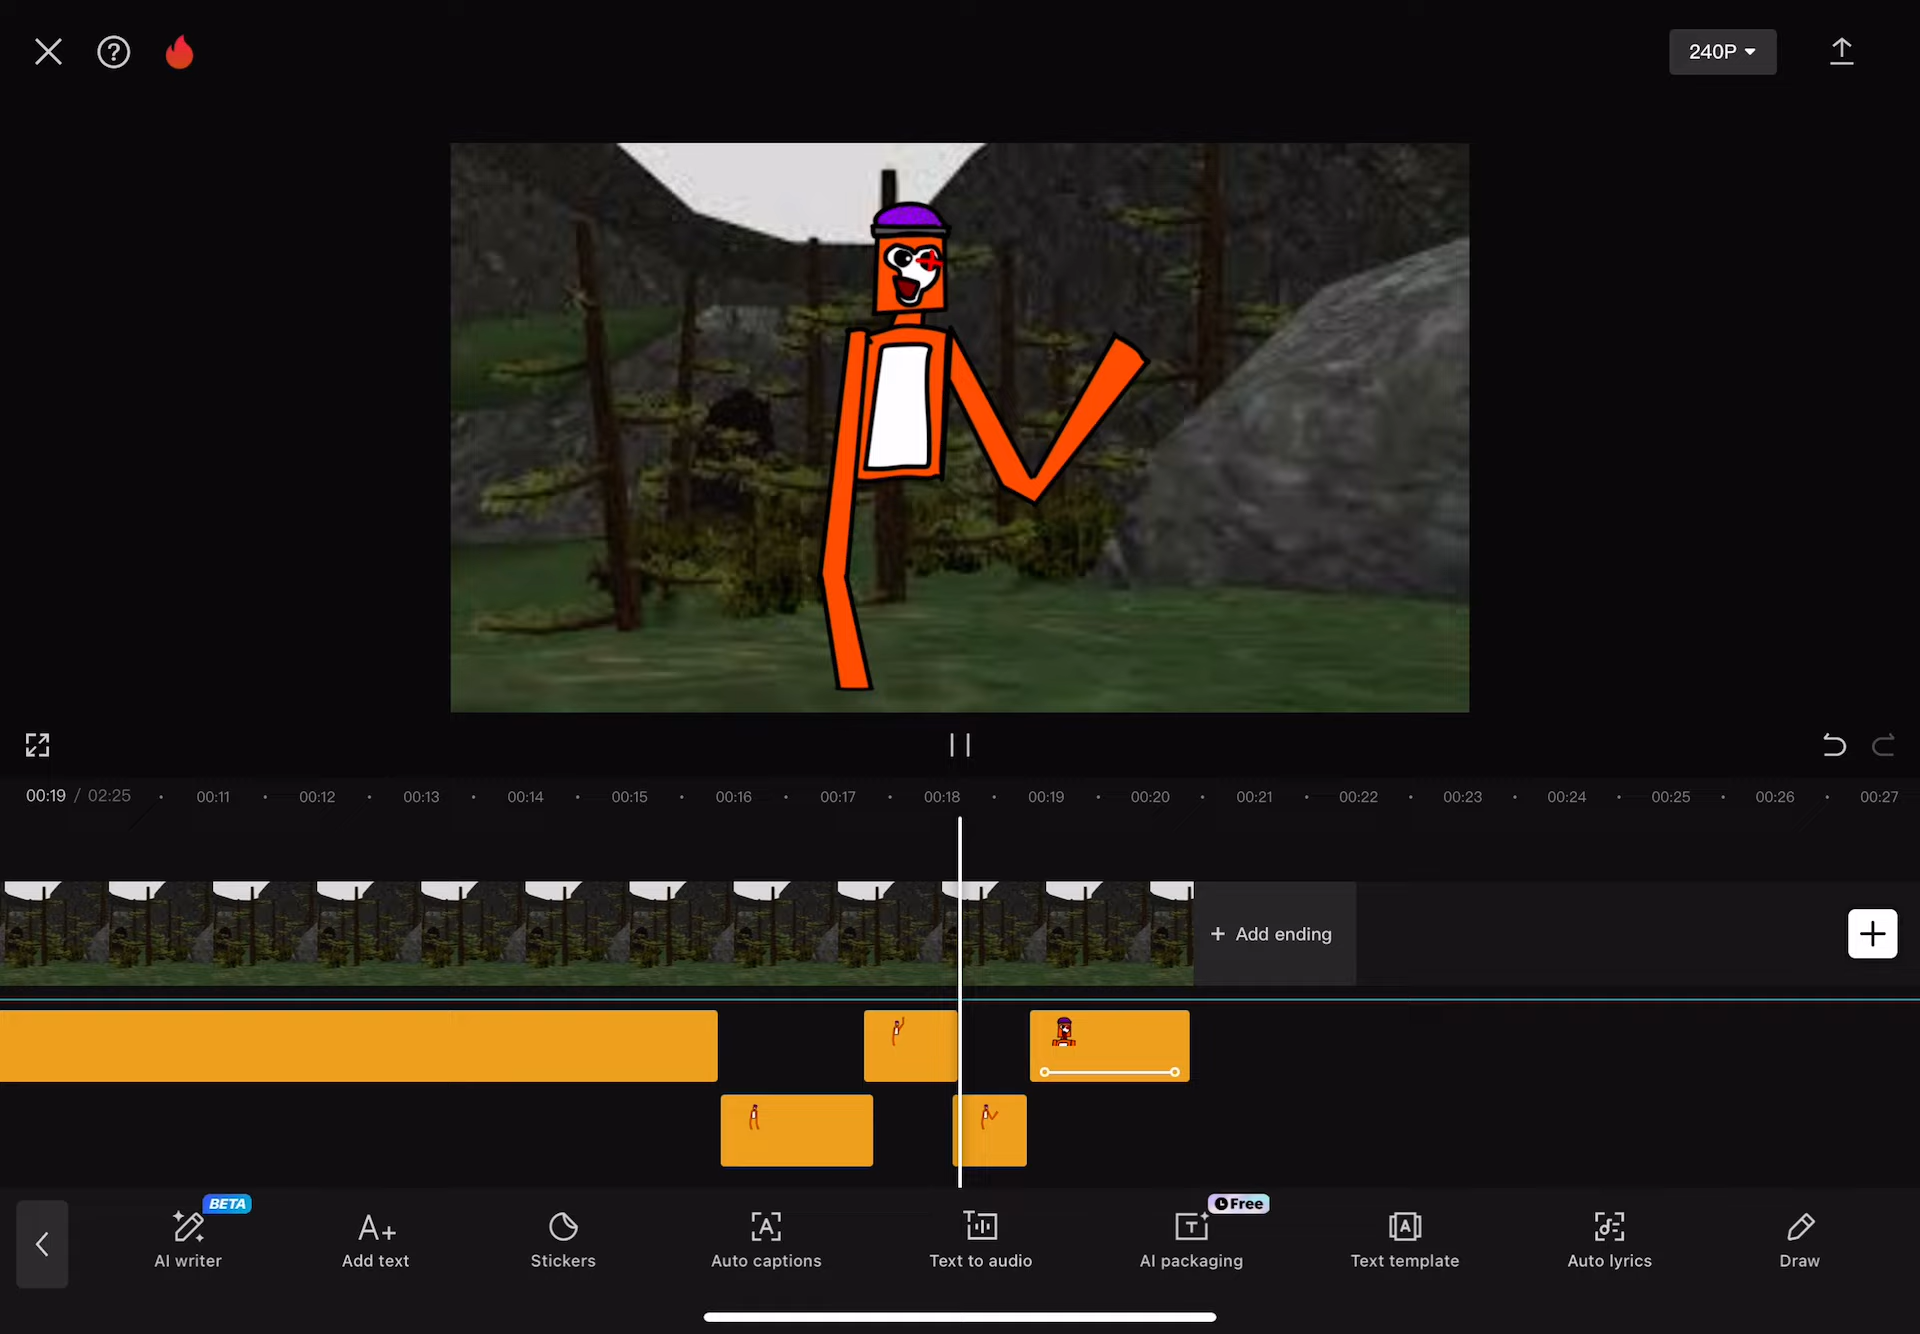 240P
00:19 / 02:25 00:11 00:12 00:13 00:14 00:15 00:16 00:17 00:18 00:19 00:20 00:21 00:22 00:23 00:24 00:25 00:26 00:27
+ Add ending
BETA
Free
AI writer Add text Stickers Auto captions Text to audio AI packaging Text template Auto lyrics Draw